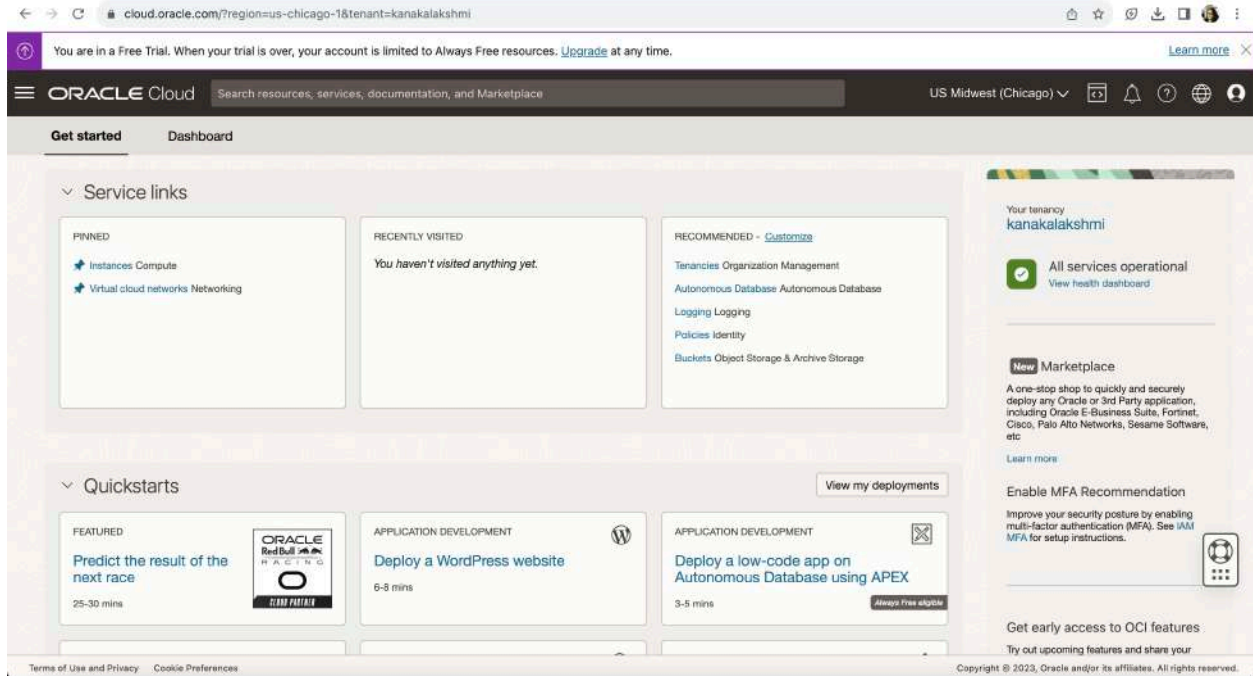 cloud.oracle.com/?region=us-chicago-1&tenant=kanakalakshmi
You are in a Free Trial. When your trial is over, your account is limited to Always Free resources. Upgrade at any time.
Learn more
ORACLE Cloud
Search resources, services, documentation, and Marketplace
US Midwest (Chicago)
Get started
Dashboard
Service links
PINNED
Instances Compute
Virtual cloud networks Networking
RECENTLY VISITED
You haven't visited anything yet.
RECOMMENDED - Customize
Tenancies Organization Management
Autonomous Database Autonomous Database
Logging Logging
Policies Identity
Buckets Object Storage & Archive Storage
Your tenancy
kanakalakshmi
All services operational
View health dashboard
New Marketplace
A one-stop shop to quickly and securely
deploy any Oracle or 3rd Party application,
including Oracle E-Business Suite, Fortinet,
Cisco, Palo Alto Networks, Sesame Software,
etc
Learn more
Enable MFA Recommendation
Improve your security posture by enabling
multi-factor authentication (MFA). See IAM
MFA for setup instructions.
Get early access to OCI features
Try out upcoming features and share your
Quickstarts
View my deployments
FEATURED
Predict the result of the
next race
25-30 mins
ORACLE
Red Bull
RACING
CLOUD PARTNER
APPLICATION DEVELOPMENT
Deploy a WordPress website
6-8 mins
APPLICATION DEVELOPMENT
Deploy a low-code app on
Autonomous Database using APEX
3-5 mins
Always Free eligible
Terms of Use and Privacy
Cookie Preferences
Copyright © 2023, Oracle and/or its affiliates. All rights reserved.